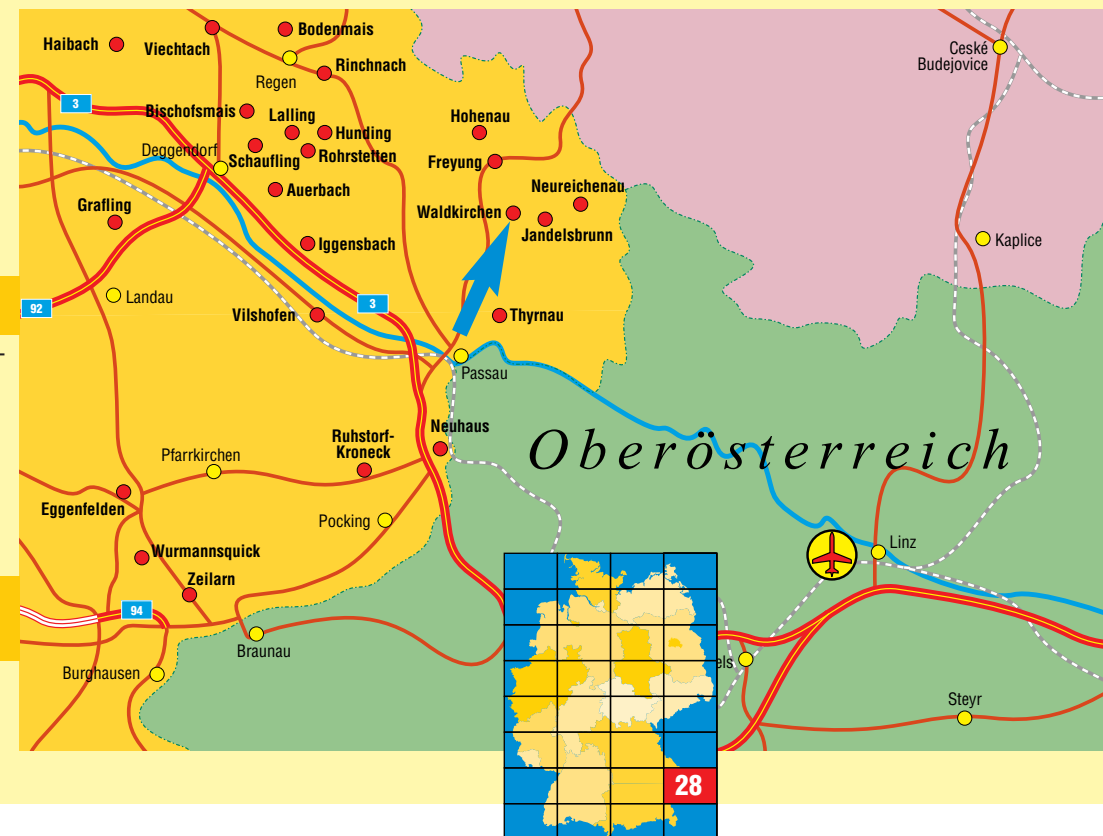 Haibach
Viechtach
Bodenmais
Regen
Rinchnach
Ceské
Budejovice
3
Bischofsmais
Lalling
Hunding
Hohenau
Deggendorf
Schaufling
Rohrstetten
Freyung
Auerbach
Neureichenau
Grafling
Waldkirchen
Jandelsbrunn
Iggensbach
Kaplice
Landau
92
3
Vilshofen
Thyrnau
Passau
Neuhaus
Ruhstorf-
Kroneck
Oberösterreich
Pfarrkirchen
Eggenfelden
Pocking
Wurmannsquick
Linz
Zeilarn
94
Braunau
els
Burghausen
Steyr
28